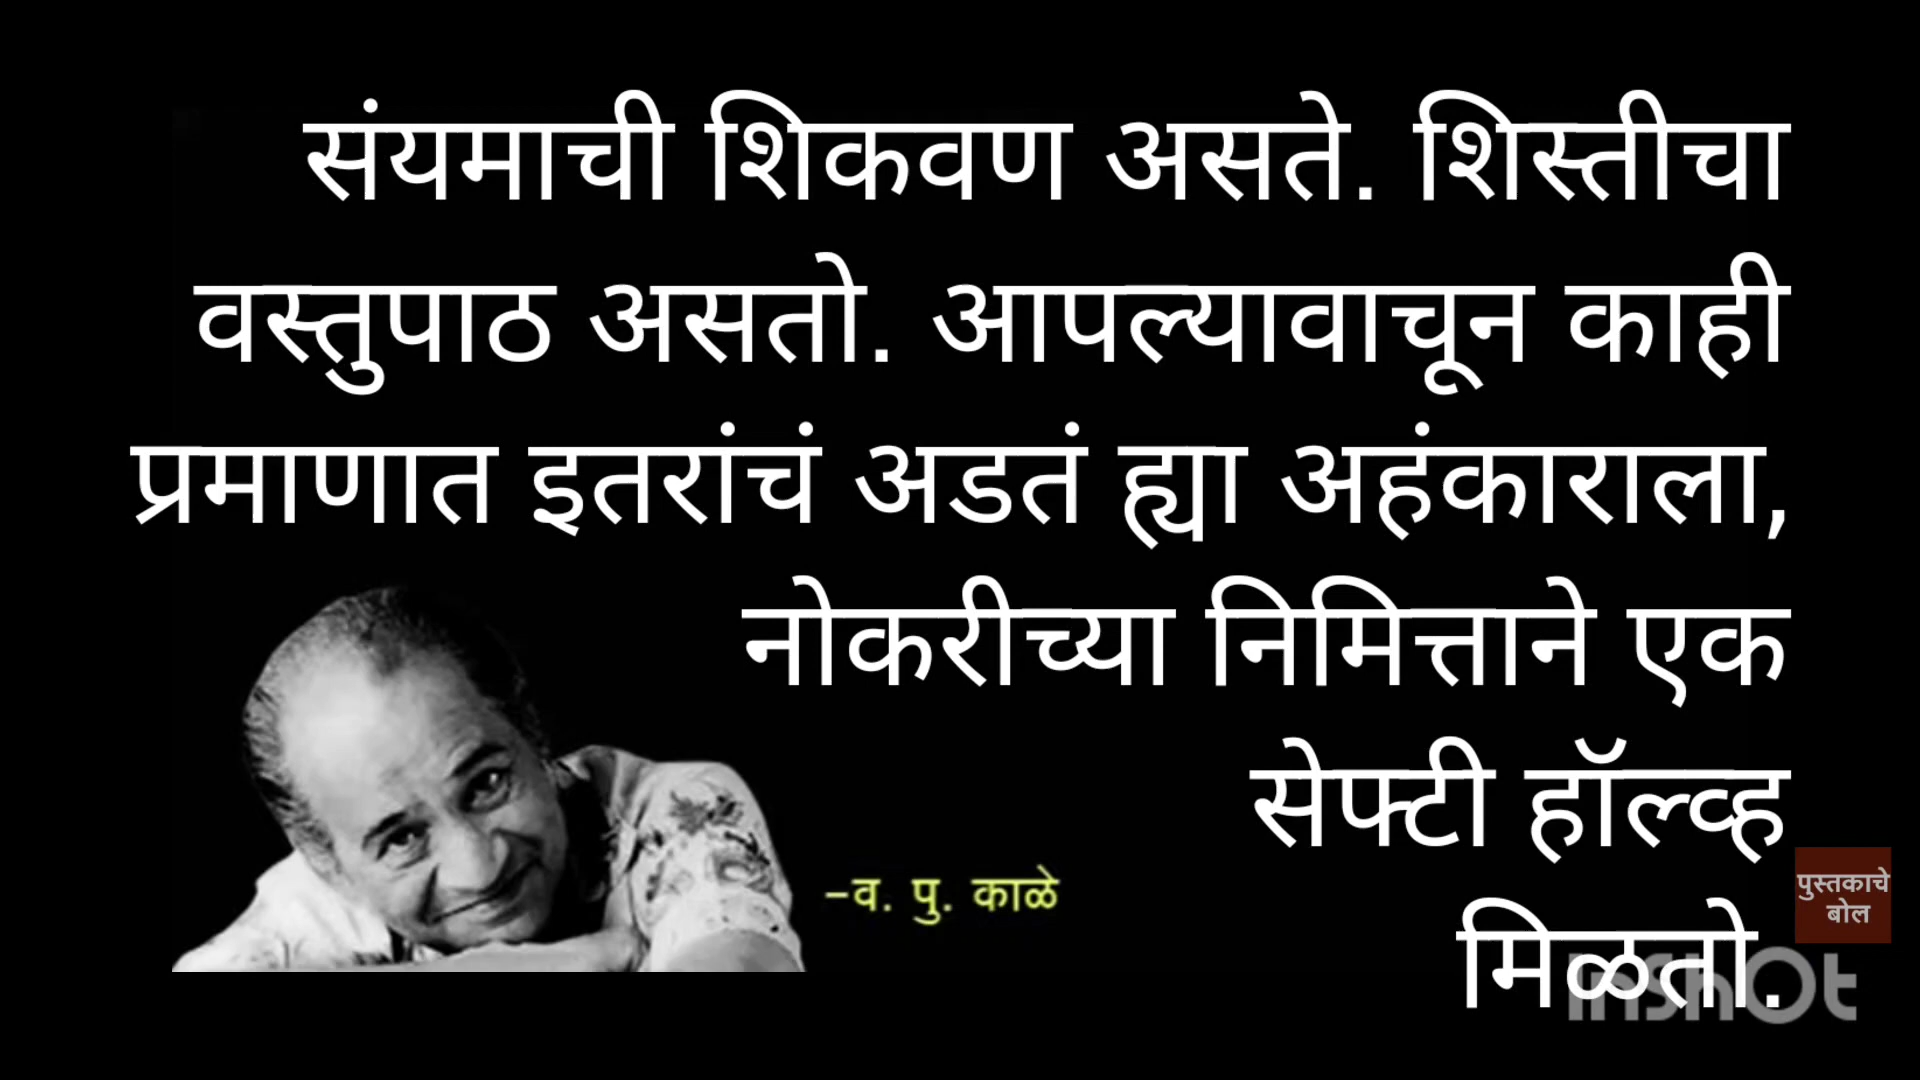 संयमाची शिकवण असते. शिस्तीचा
वस्तुपाठ असतो. आपल्यावाचून काही
प्रमाणात इतरांचं अडतं ह्या अहंकाराला,
नोकरीच्या निमित्ताने एक
सेफ्टी हॉल्व्ह
मिळतो.
–व. पु. काळे
पुस्तकाचे
बोल
InShOt